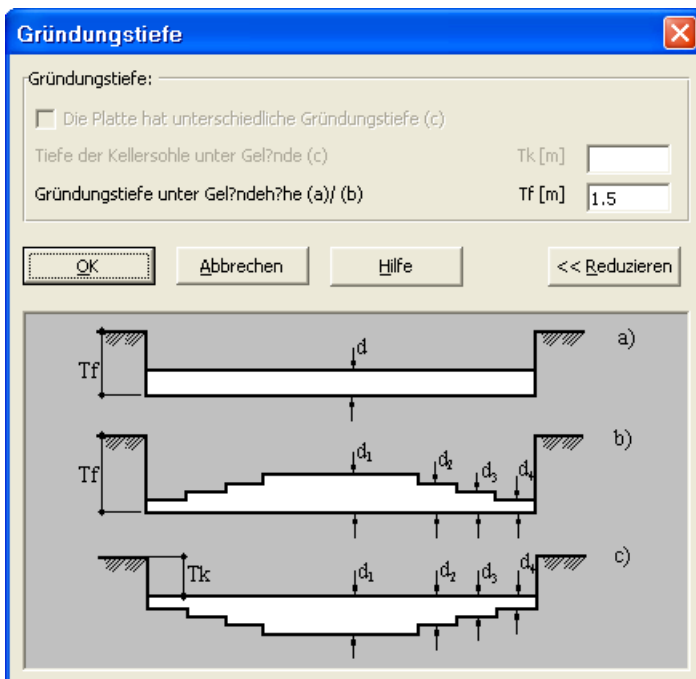 Gründungstiefe
Gründungstiefe:
Die Platte hat unterschiedliche Gründungstiefe (c)
Tiefe der Kellersohle unter Gel?nde (c) Tk [m]
Gründungstiefe unter Gel?ndeh?he (a)/ (b) Tf [m] 1.5
OK Abbrechen Hilfe << Reduzieren
d a)
Tf
d1 d2 d3 d4 b)
Tf
Tk d1 d2 d3 d4 c)